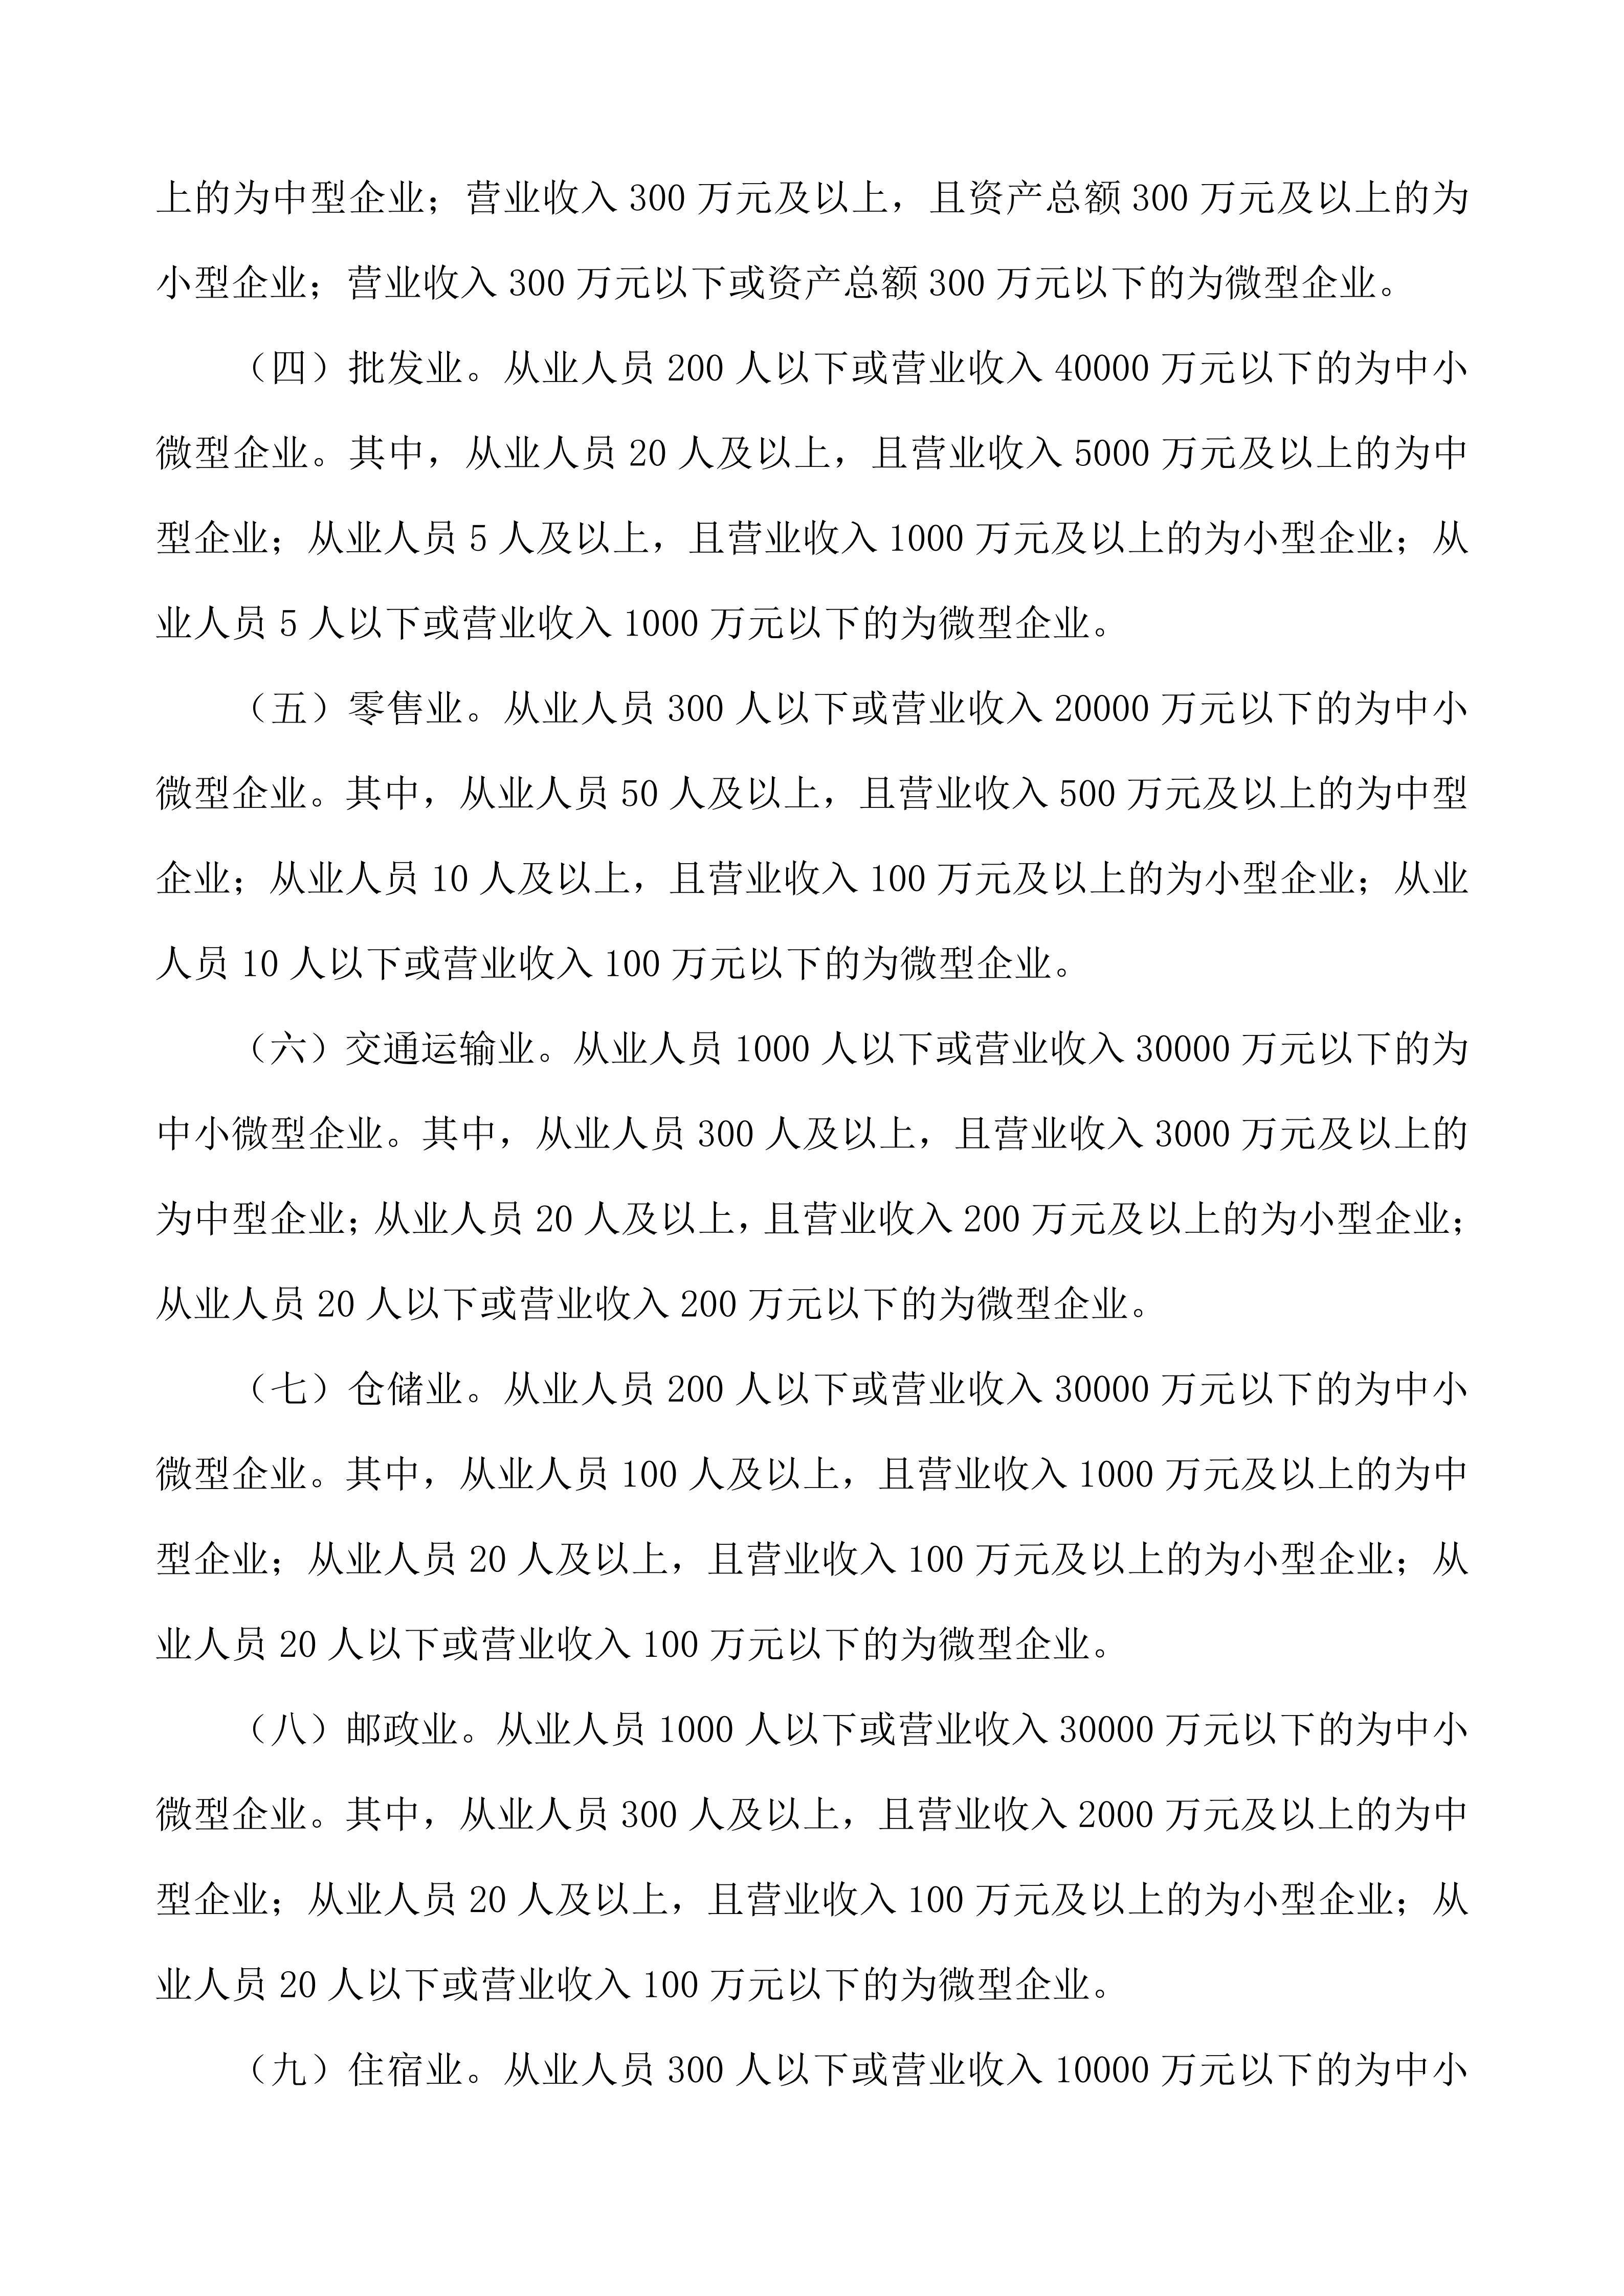 上的为中型企业；营业收入 300 万元及以上，且资产总额 300 万元及以上的为
小型企业；营业收入 300 万元以下或资产总额 300 万元以下的为微型企业。
（四）批发业。从业人员 200 人以下或营业收入 40000 万元以下的为中小
微型企业。其中，从业人员 20 人及以上，且营业收入 5000 万元及以上的为中
型企业；从业人员 5 人及以上，且营业收入 1000 万元及以上的为小型企业；从
业人员 5 人以下或营业收入 1000 万元以下的为微型企业。
（五）零售业。从业人员 300 人以下或营业收入 20000 万元以下的为中小
微型企业。其中，从业人员 50 人及以上，且营业收入 500 万元及以上的为中型
企业；从业人员 10 人及以上，且营业收入 100 万元及以上的为小型企业；从业
人员 10 人以下或营业收入 100 万元以下的为微型企业。
（六）交通运输业。从业人员 1000 人以下或营业收入 30000 万元以下的为
中小微型企业。其中，从业人员 300 人及以上，且营业收入 3000 万元及以上的
为中型企业；从业人员 20 人及以上，且营业收入 200 万元及以上的为小型企业；
从业人员 20 人以下或营业收入 200 万元以下的为微型企业。
（七）仓储业。从业人员 200 人以下或营业收入 30000 万元以下的为中小
微型企业。其中，从业人员 100 人及以上，且营业收入 1000 万元及以上的为中
型企业；从业人员 20 人及以上，且营业收入 100 万元及以上的为小型企业；从
业人员 20 人以下或营业收入 100 万元以下的为微型企业。
（八）邮政业。从业人员 1000 人以下或营业收入 30000 万元以下的为中小
微型企业。其中，从业人员 300 人及以上，且营业收入 2000 万元及以上的为中
型企业；从业人员 20 人及以上，且营业收入 100 万元及以上的为小型企业；从
业人员 20 人以下或营业收入 100 万元以下的为微型企业。
（九）住宿业。从业人员 300 人以下或营业收入 10000 万元以下的为中小